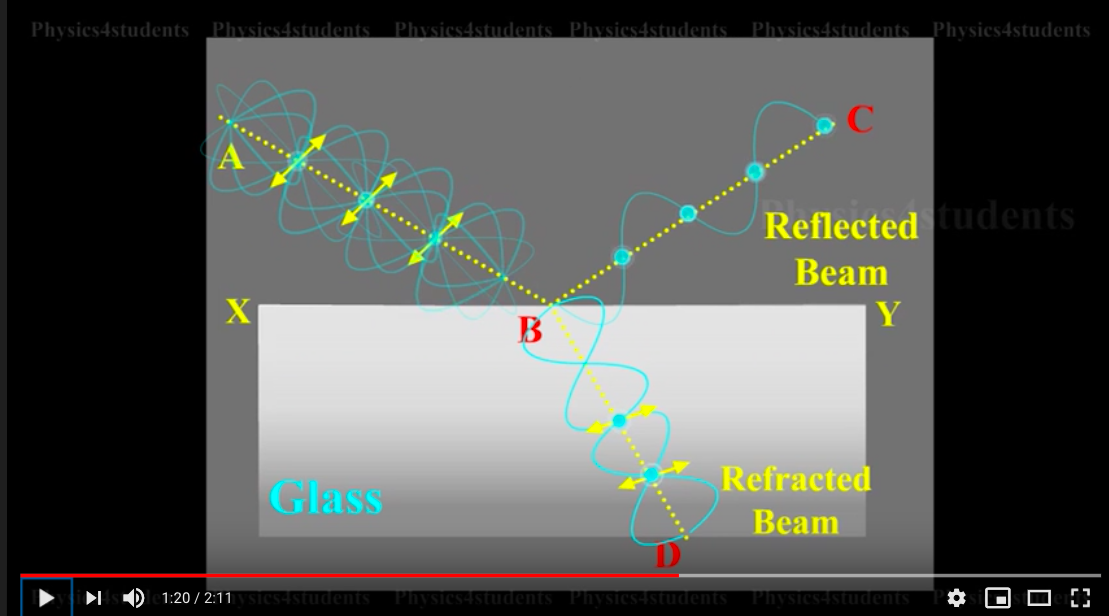 Physics4students Physics4students Physics4students Physics4students Physics4students Physics4students
A
C
Physics4students
Reflected
Beam
X
Y
B
Glass
Refracted
Beam
D
1:20 / 2:11